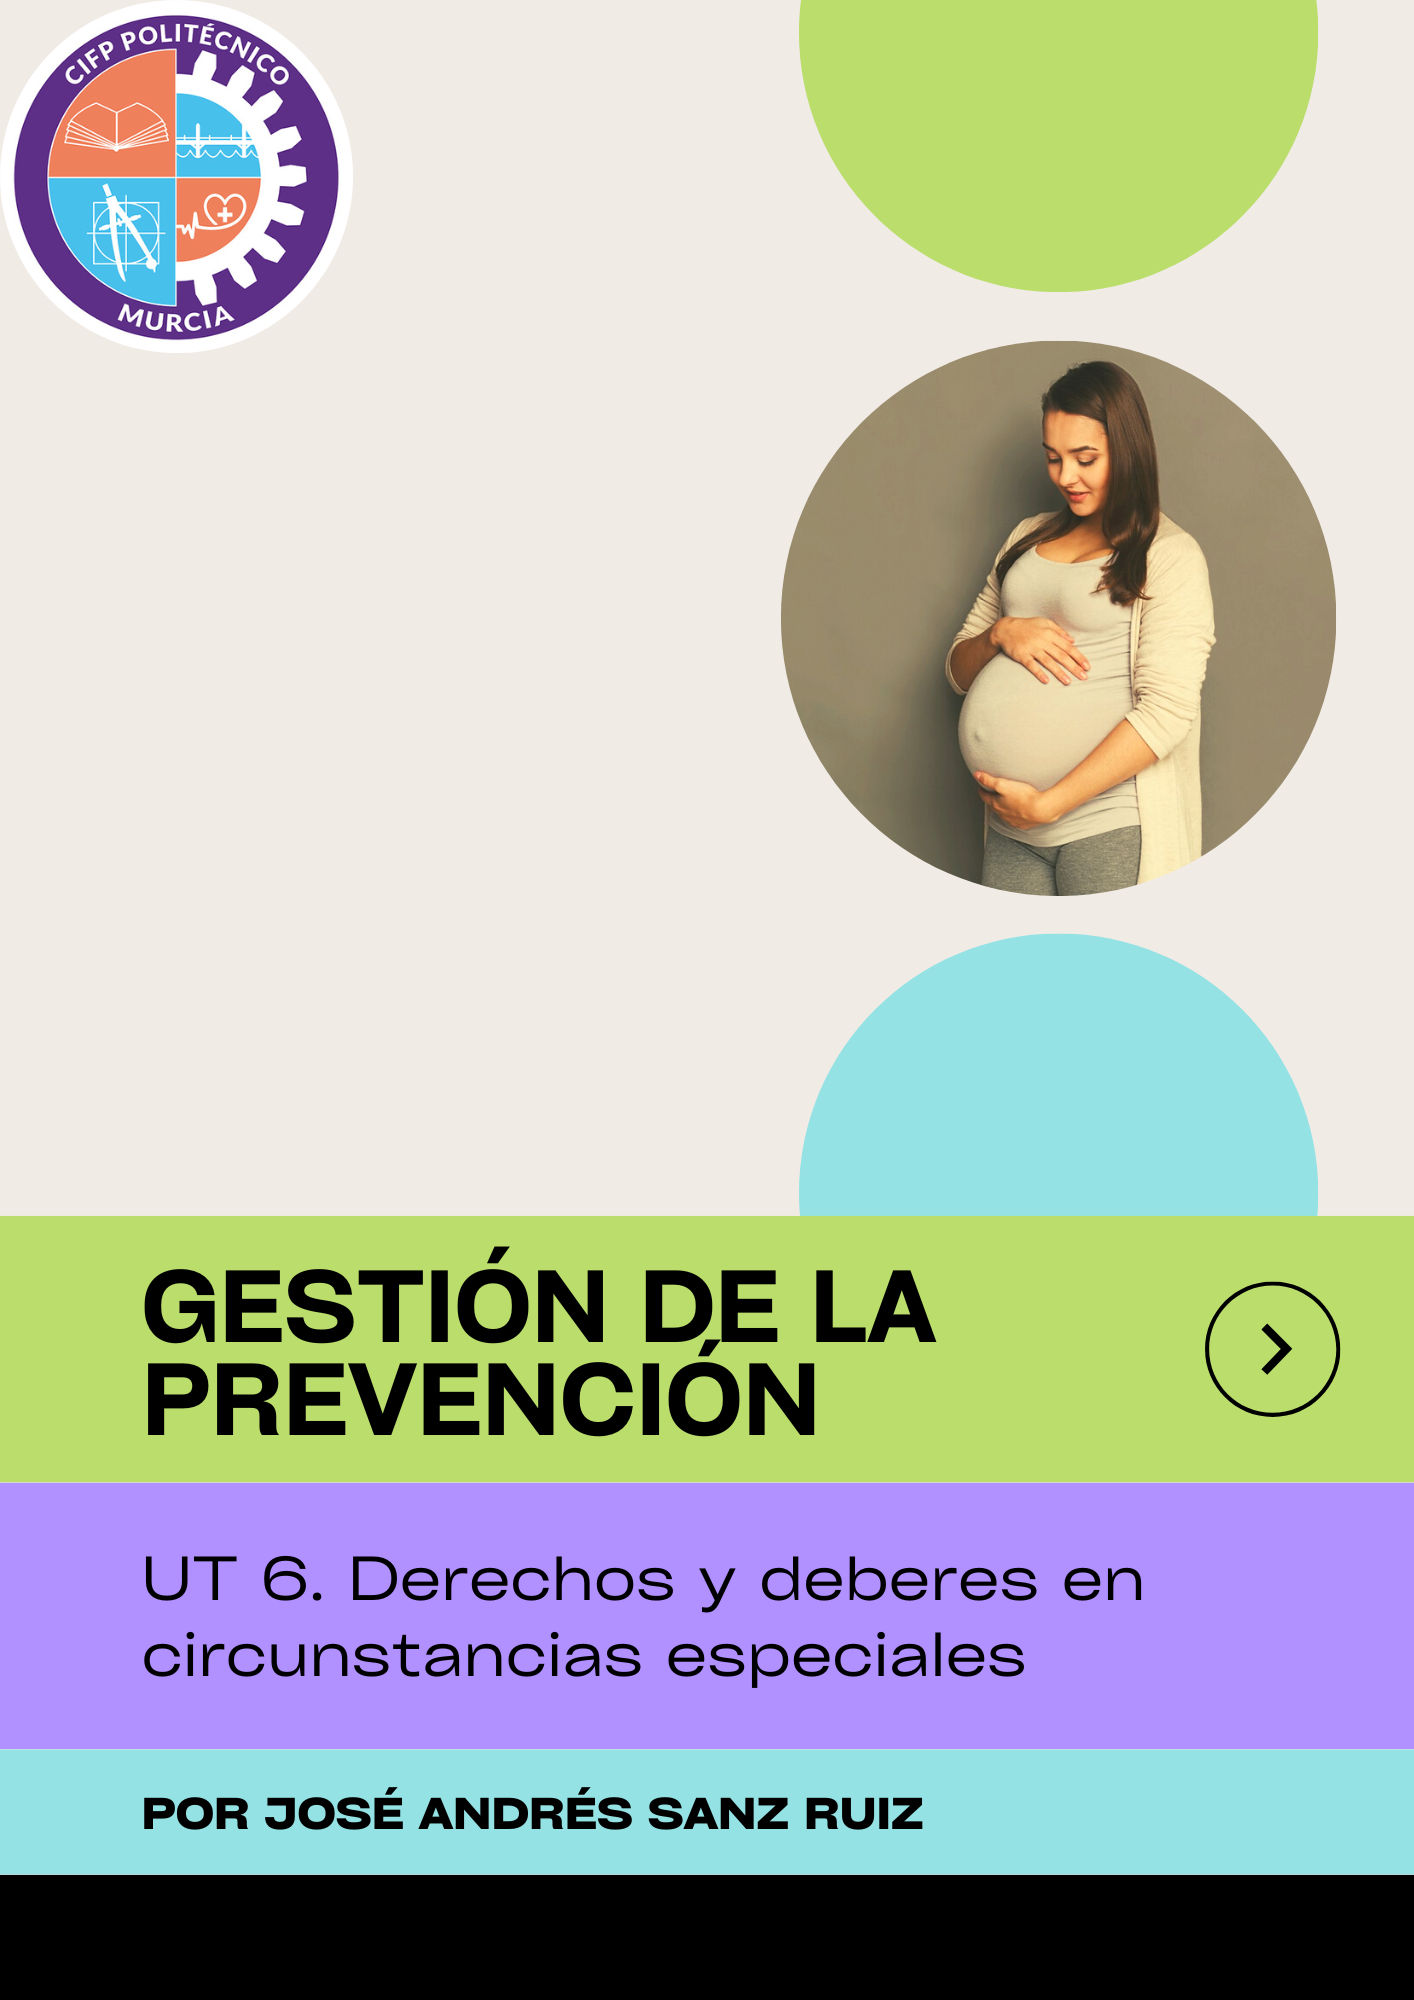 CIFP POLITÉCNICO
MURCIA
GESTIÓN DE LA
PREVENCIÓN
UT 6. Derechos y deberes en
circunstancias especiales
POR JOSÉ ANDRÉS SANZ RUIZ